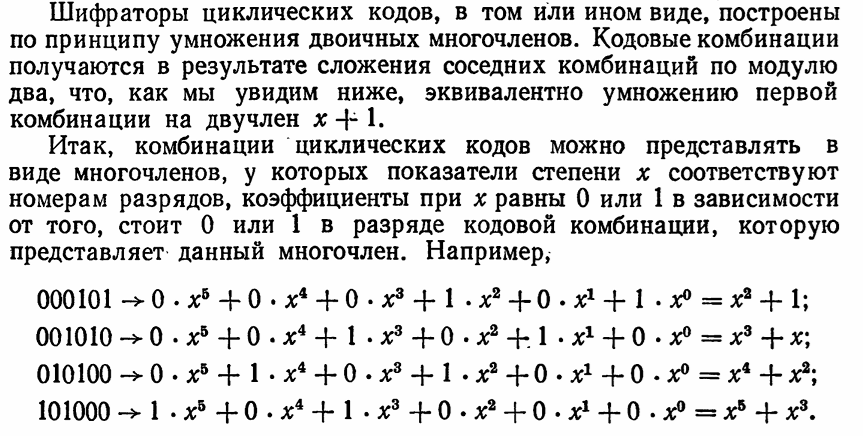 Шифраторы циклических кодов, в том или ином виде, построены
по принципу умножения двоичных многочленов. Кодовые комбинации
получаются в результате сложения соседних комбинаций по модулю
два, что, как мы увидим ниже, эквивалентно умножению первой
комбинации на двучлен x + 1.
Итак, комбинации циклических кодов можно представлять в
виде многочленов, у которых показатели степени x соответствуют
номерам разрядов, коэффициенты при x равны 0 или 1 в зависимости
от того, стоит 0 или 1 в разряде кодовой комбинации, которую
представляет данный многочлен. Например,
000101 → 0 · x⁵ + 0 · x⁴ + 0 · x³ + 1 · x² + 0 · x¹ + 1 · x⁰ = x² + 1;
001010 → 0 · x⁵ + 0 · x⁴ + 1 · x³ + 0 · x² + 1 · x¹ + 0 · x⁰ = x³ + x;
010100 → 0 · x⁵ + 1 · x⁴ + 0 · x³ + 1 · x² + 0 · x¹ + 0 · x⁰ = x⁴ + x²;
101000 → 1 · x⁵ + 0 · x⁴ + 1 · x³ + 0 · x² + 0 · x¹ + 0 · x⁰ = x⁵ + x³.